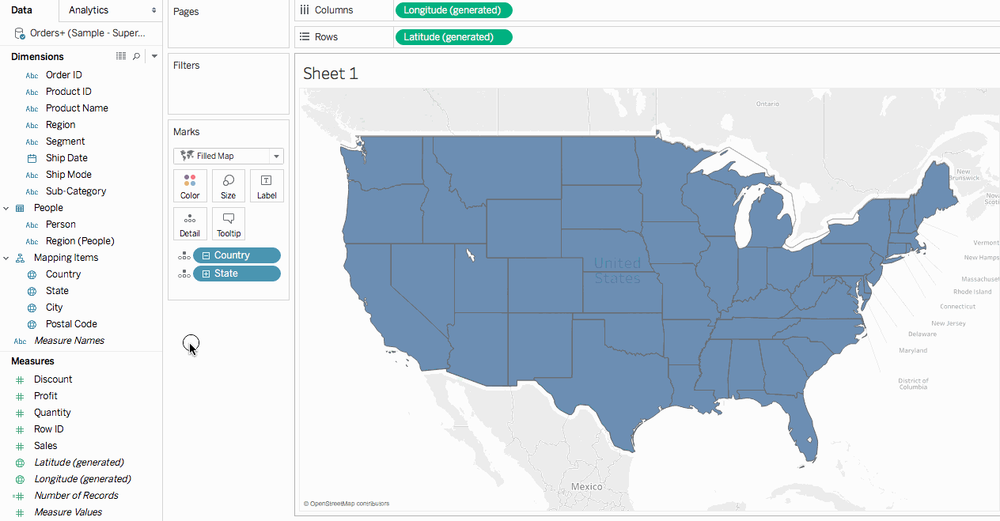 Data
Analytics
Orders+ (Sample - Super...
Dimensions
Abc Order ID
Abc Product ID
Abc Product Name
Abc Region
Abc Segment
Ship Date
Abc Ship Mode
Abc Sub-Category
People
Abc Person
Abc Region (People)
Mapping Items
Country
State
City
Postal Code
Abc Measure Names
Measures
Discount
Profit
Quantity
Row ID
Sales
Latitude (generated)
Longitude (generated)
Number of Records
Measure Values
Pages
Filters
Marks
Filled Map
Color
Size
Label
Detail
Tooltip
Country
State
Columns
Longitude (generated)
Rows
Latitude (generated)
Sheet 1
Ontario
New
Brunswick
Nova
Scoti
United
States
Vermont
New Hamps
Massachuset
Rhode Island
Connecticut
New Jersey
Delaware
Maryland
District of
Columbia
Mexico
© OpenStreetMap contributors